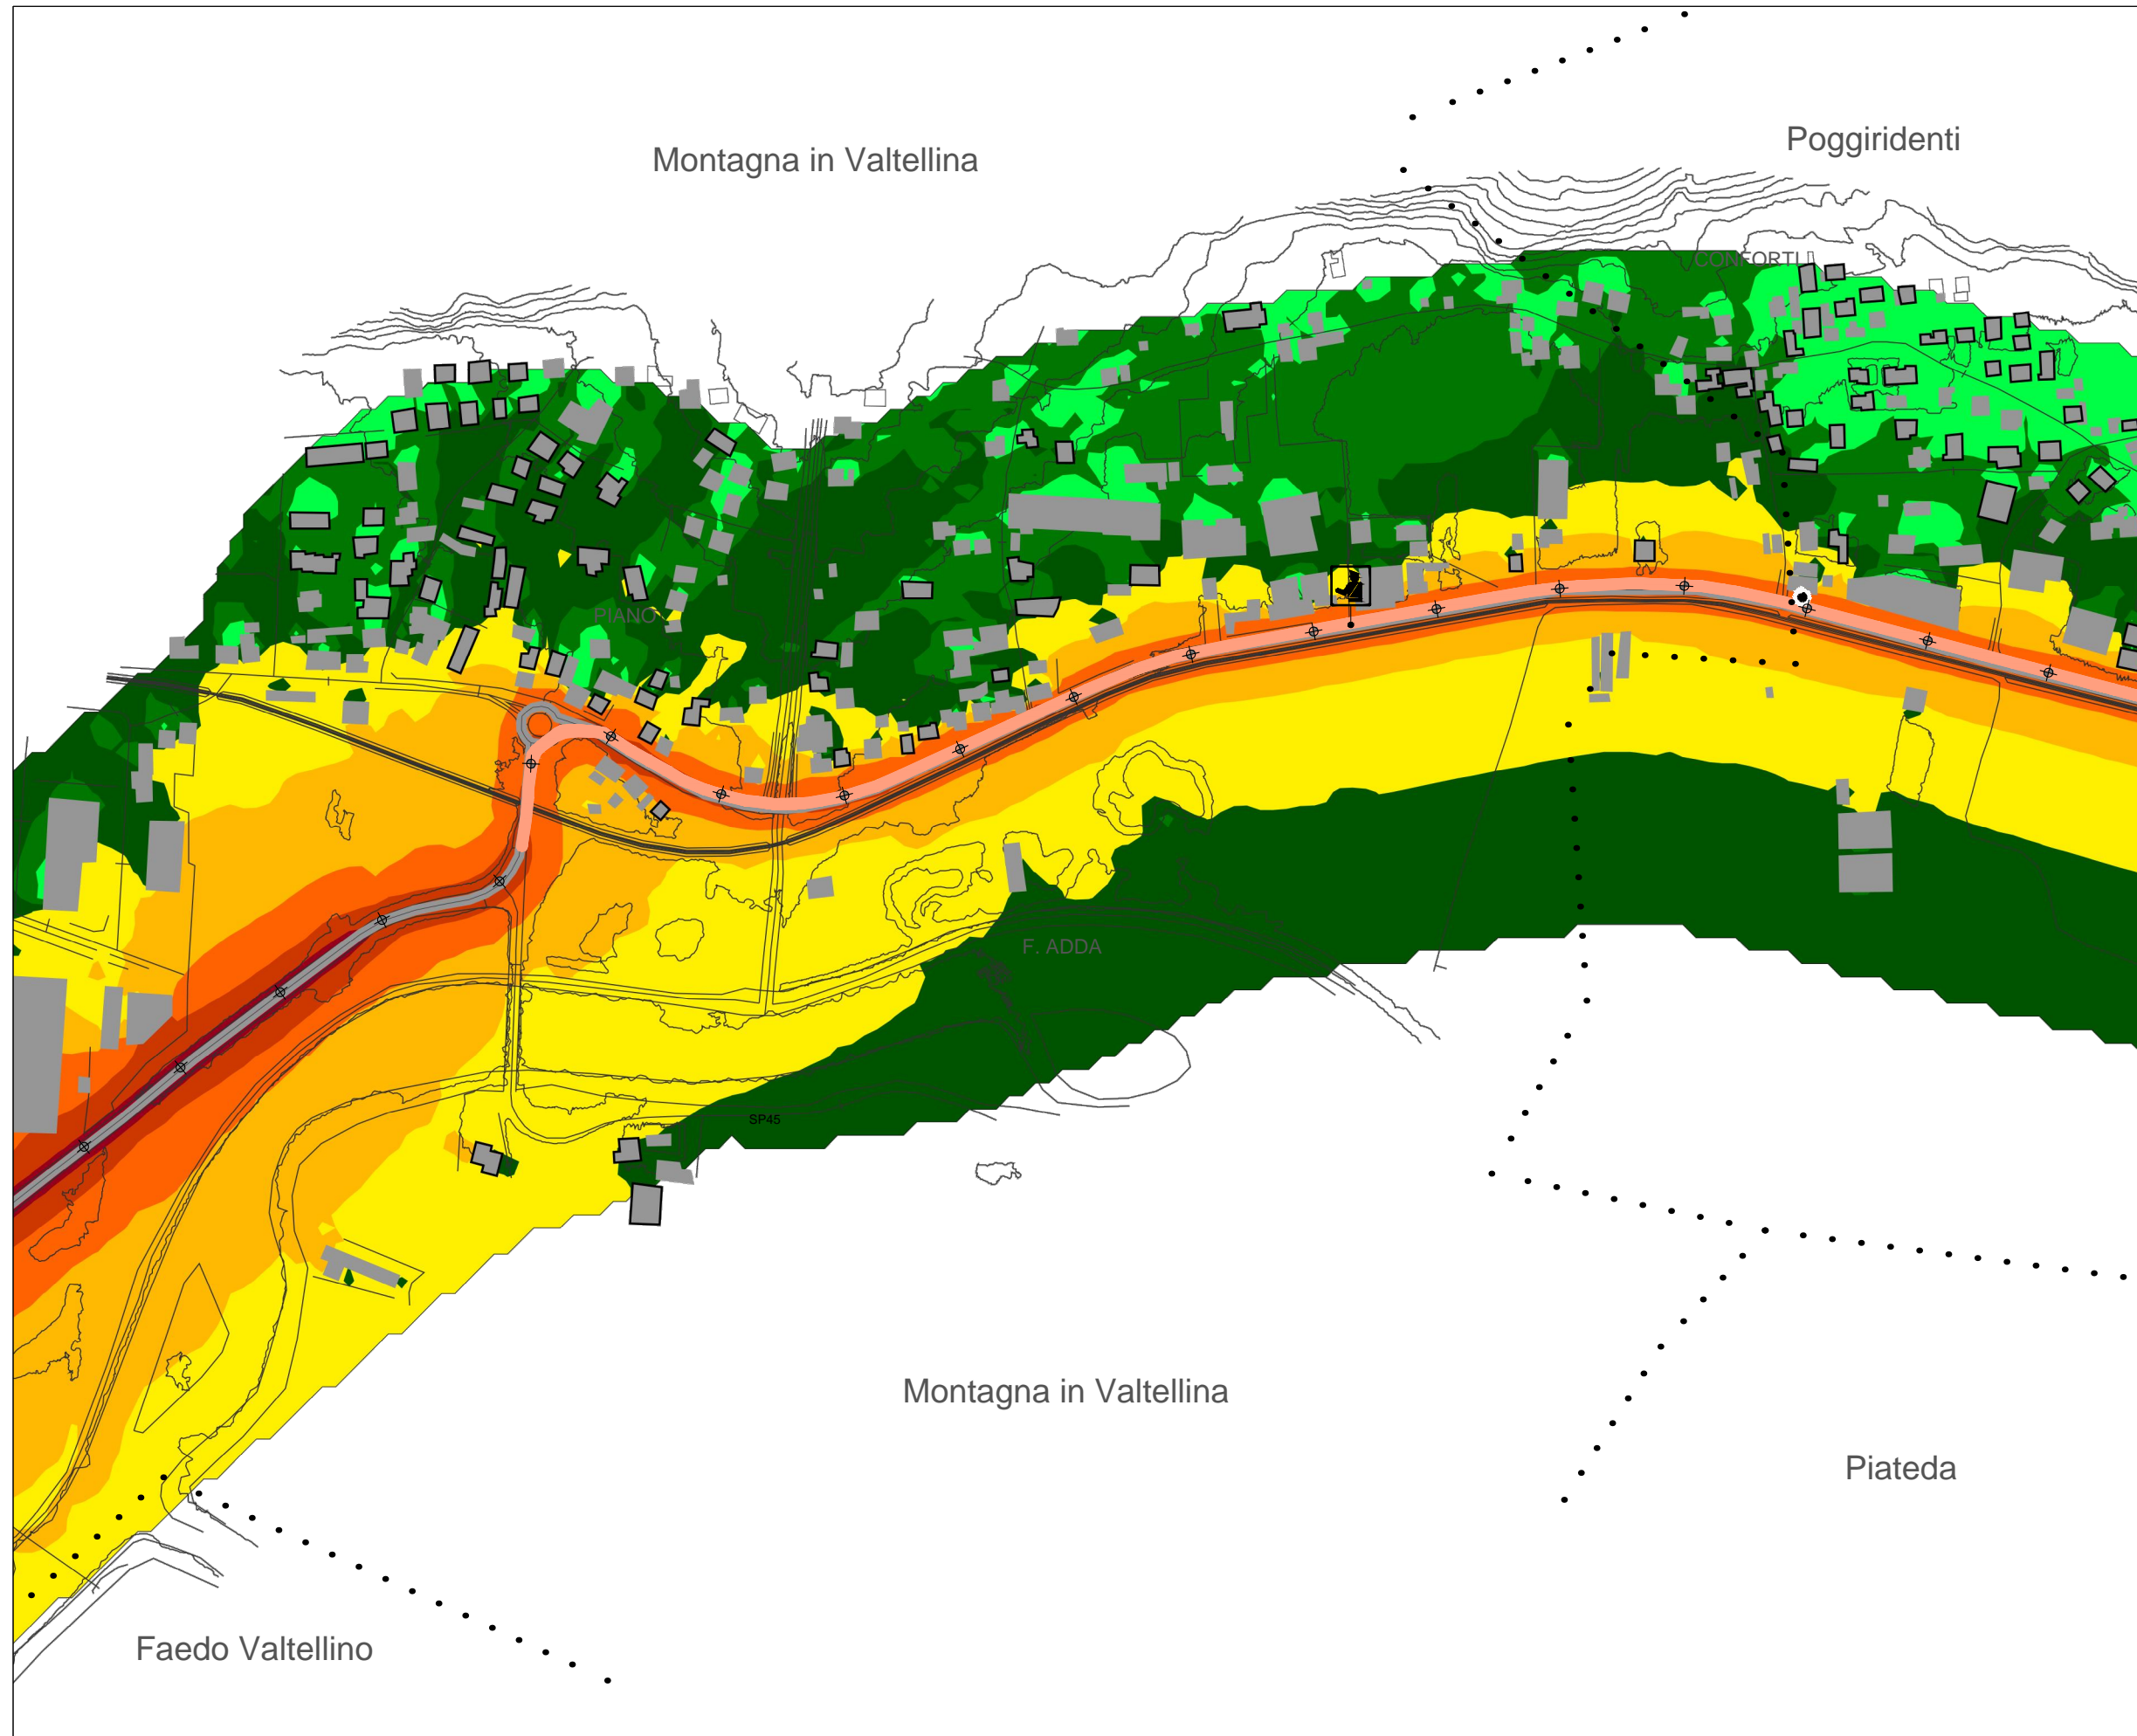 Poggiridenti
Montagna in Valtellina
CONFORTI
PIANO
F. ADDA
SP45
Montagna in Valtellina
Piateda
Faedo Valtellino